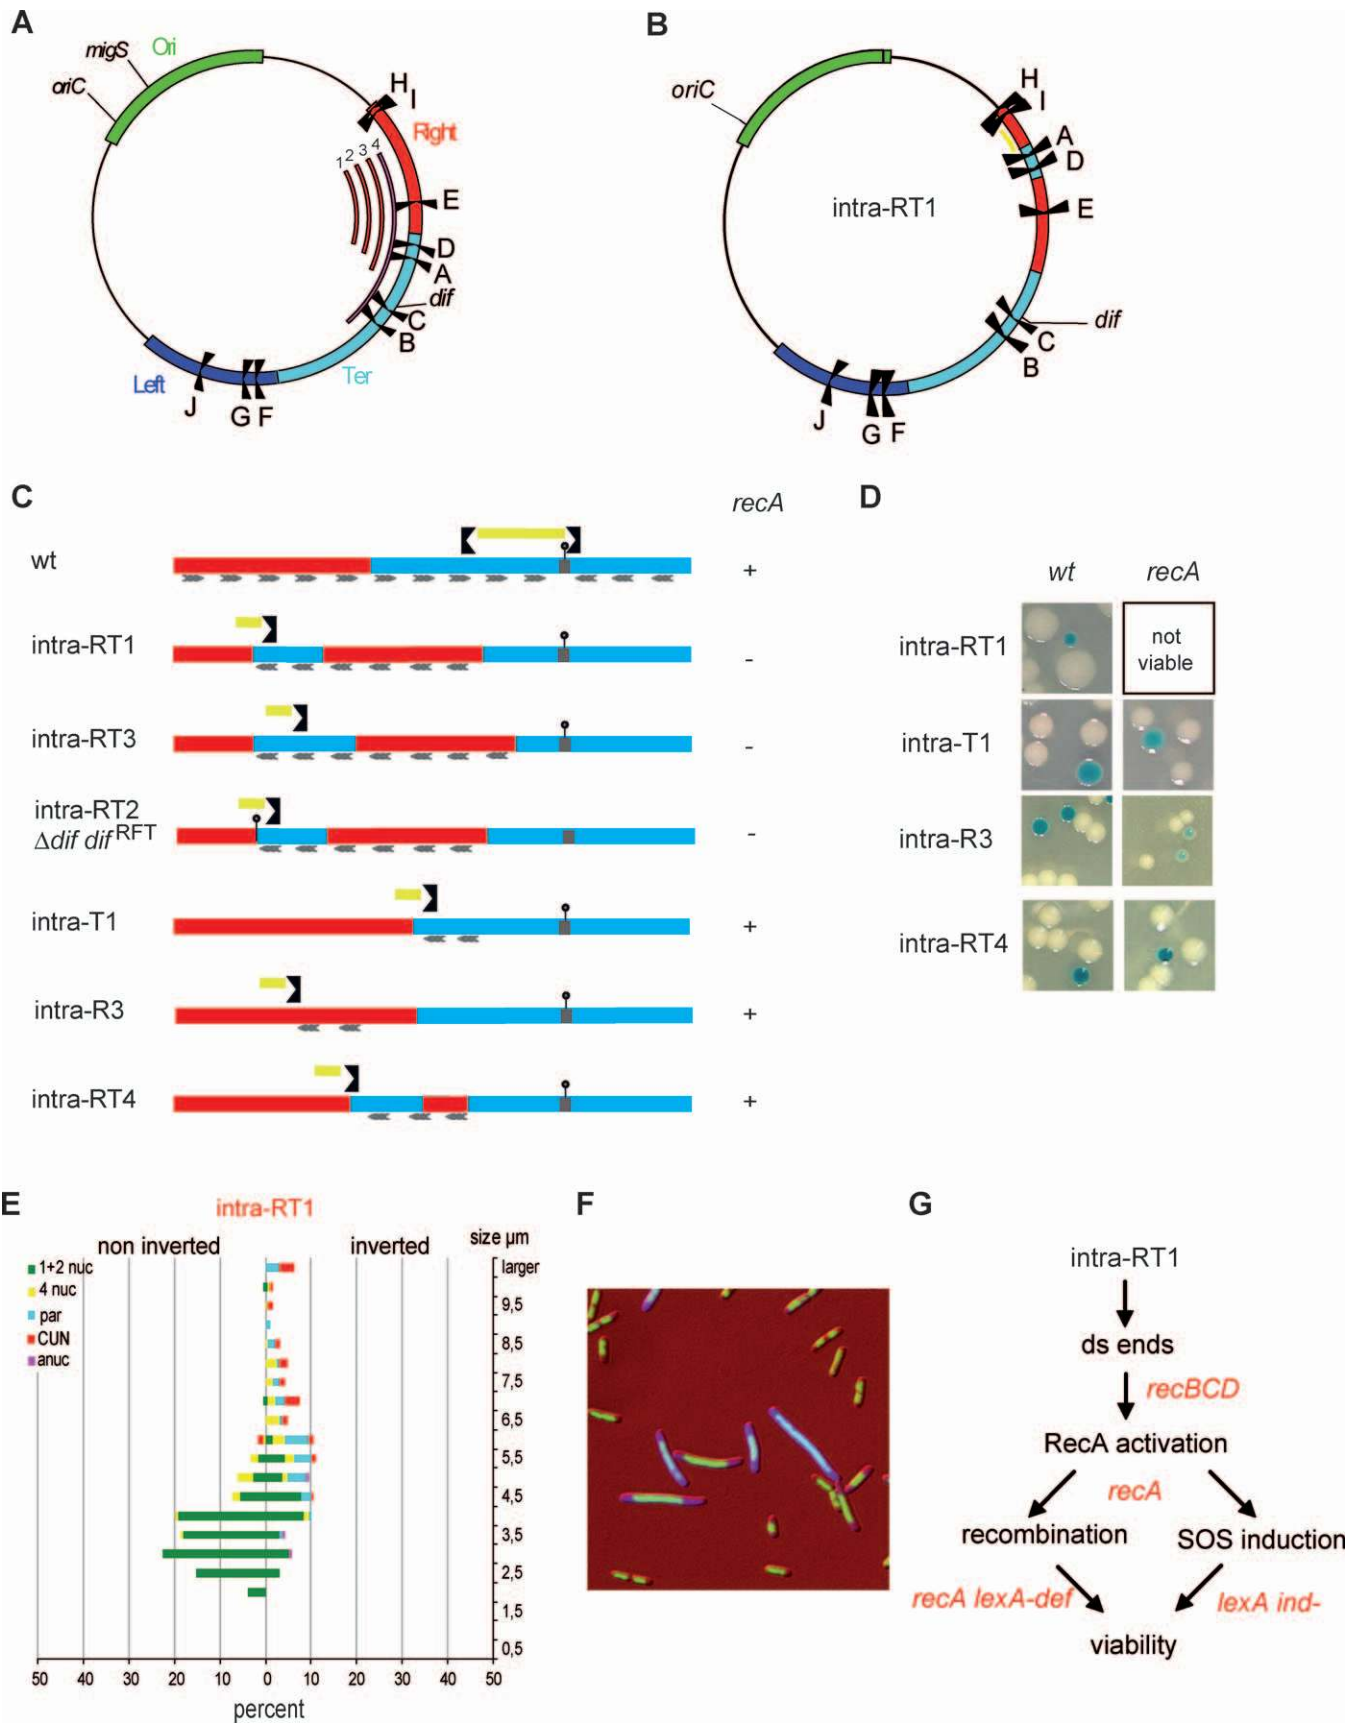 A
migS
Ori
oriC
H
I
Right
1 2 3 4
E
D
A
dif
C
B
Ter
Left
J
G F
B
oriC
H
I
A
D
intra-RT1
E
dif
C
B
J
G F
C
recA
wt
+
intra-RT1
-
intra-RT3
-
intra-RT2
Δdif dif RFT
-
intra-T1
+
intra-R3
+
intra-RT4
+
D
wt recA
intra-RT1
not
viable
intra-T1
intra-R3
intra-RT4
E
intra-RT1
non inverted
inverted
size µm
1+2 nuc
4 nuc
par
CUN
anuc
larger
9,5
8,5
7,5
6,5
5,5
4,5
3,5
2,5
1,5
0,5
50 40 30 20 10 0 10 20 30 40 50
percent
F
G
intra-RT1
ds ends
recBCD
RecA activation
recA
recombination
SOS induction
recA lexA-def
lexA ind-
viability